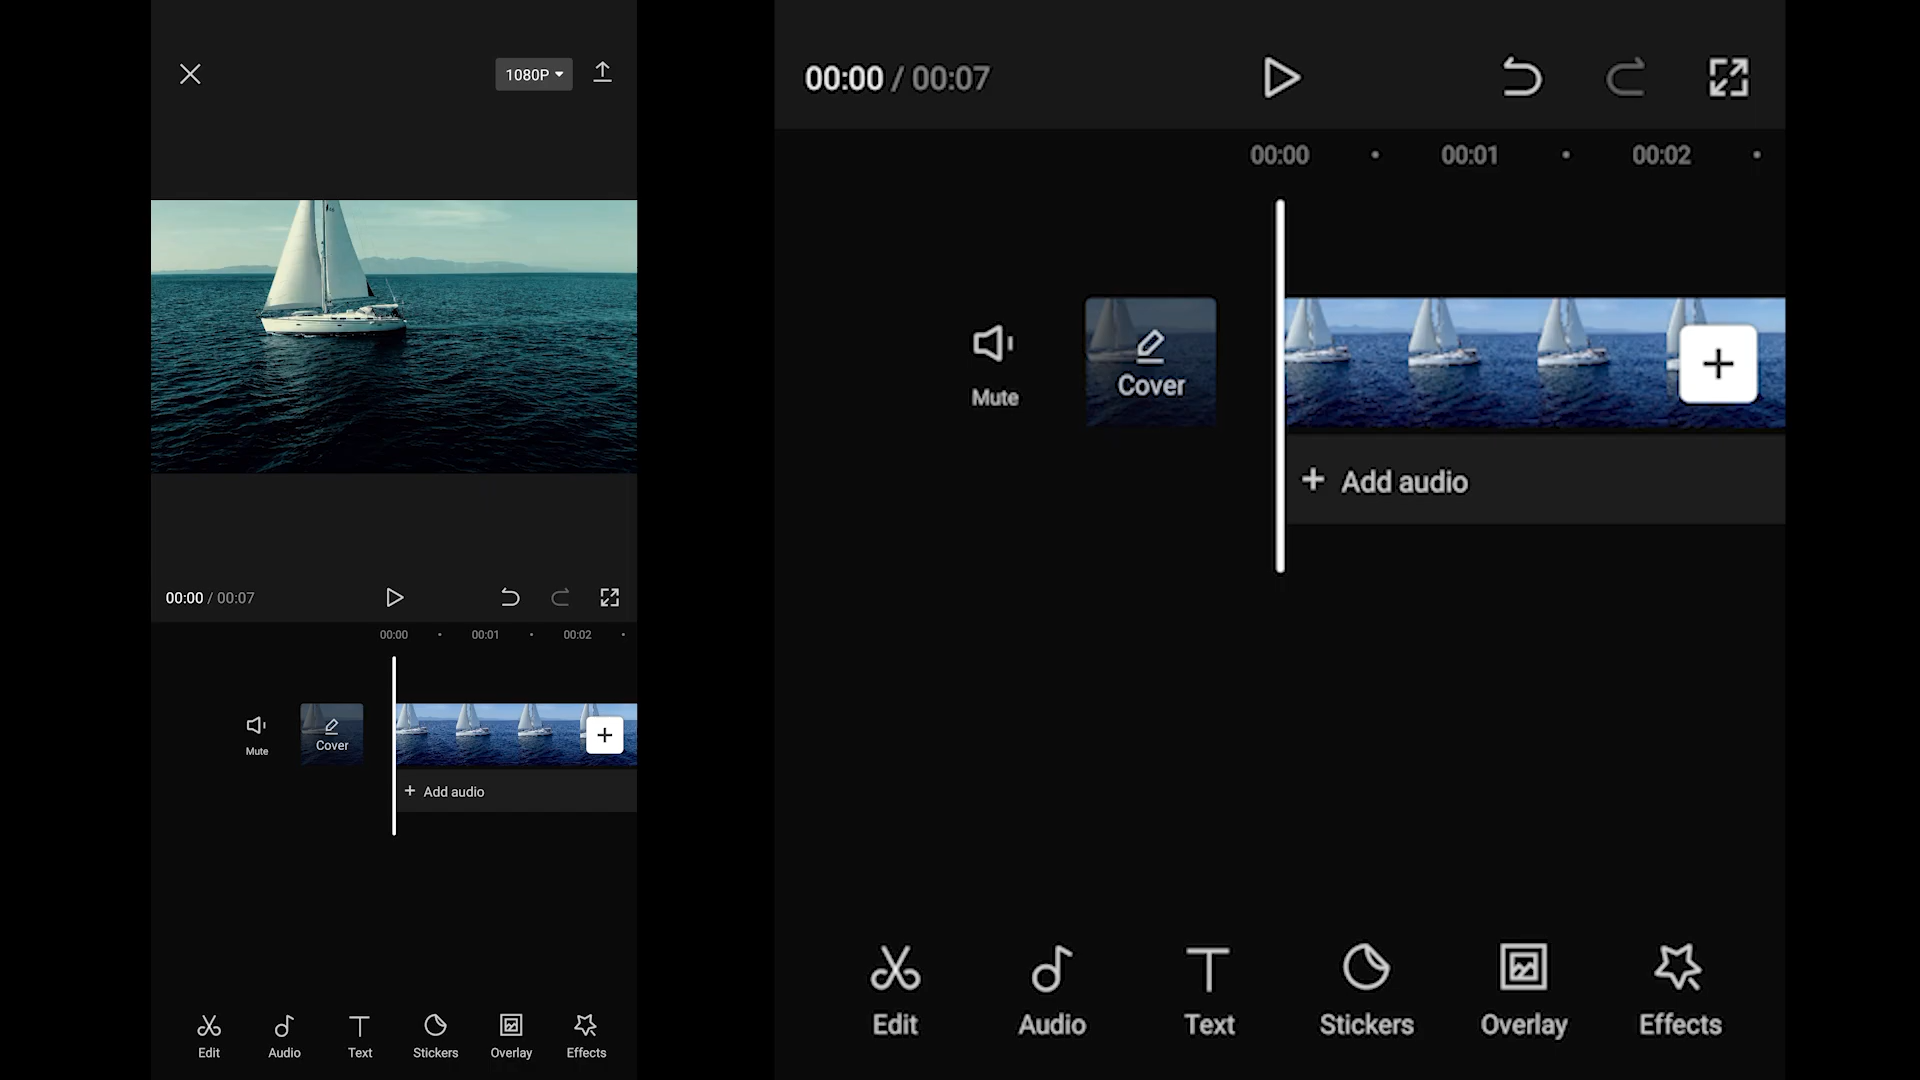 1080P
00:00 / 00:07
00:00 00:01 00:02
Mute
Cover
+ Add audio
Edit Audio Text Stickers Overlay Effects
00:00 / 00:07
00:00 00:01 00:02
Mute
Cover
+ Add audio
Edit Audio Text Stickers Overlay Effects